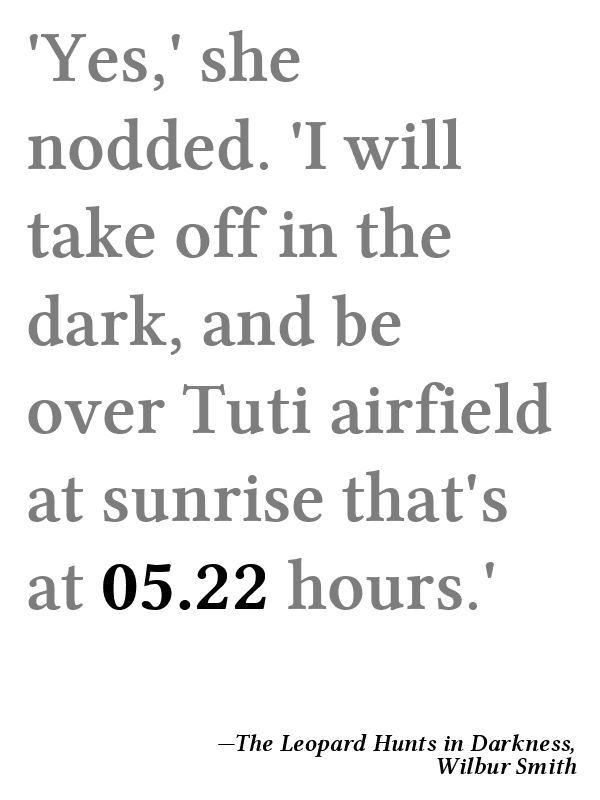 'Yes,' she
nodded. 'I will
take off in the
dark, and be
over Tuti airfield
at sunrise that's
at 05.22 hours.'
—The Leopard Hunts in Darkness,
Wilbur Smith